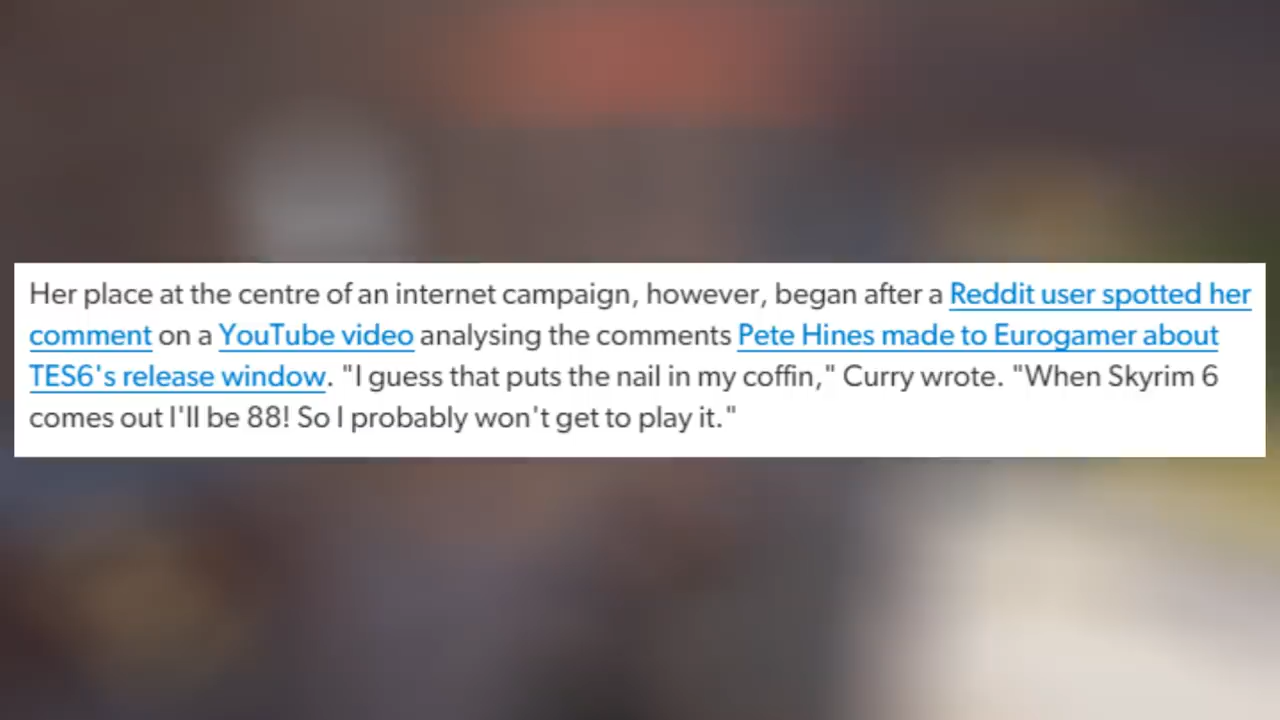 Her place at the centre of an internet campaign, however, began after a Reddit user spotted her
comment on a YouTube video analysing the comments Pete Hines made to Eurogamer about
TES6's release window. "I guess that puts the nail in my coffin," Curry wrote. "When Skyrim 6
comes out I'll be 88! So I probably won't get to play it."